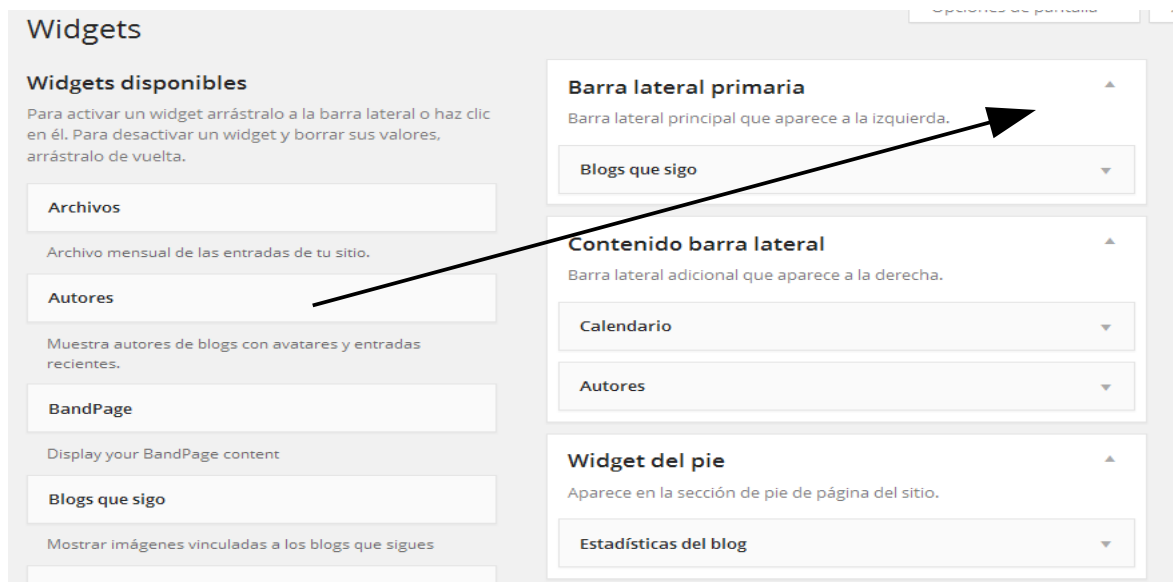 Opciones de pantalla
Widgets
Widgets disponibles
Para activar un widget arrástralo a la barra lateral o haz clic
en él. Para desactivar un widget y borrar sus valores,
arrástralo de vuelta.
Archivos
Archivo mensual de las entradas de tu sitio.
Autores
Muestra autores de blogs con avatares y entradas
recientes.
BandPage
Display your BandPage content
Blogs que sigo
Mostrar imágenes vinculadas a los blogs que sigues
Barra lateral primaria
Barra lateral principal que aparece a la izquierda.
Blogs que sigo
Contenido barra lateral
Barra lateral adicional que aparece a la derecha.
Calendario
Autores
Widget del pie
Aparece en la sección de pie de página del sitio.
Estadísticas del blog